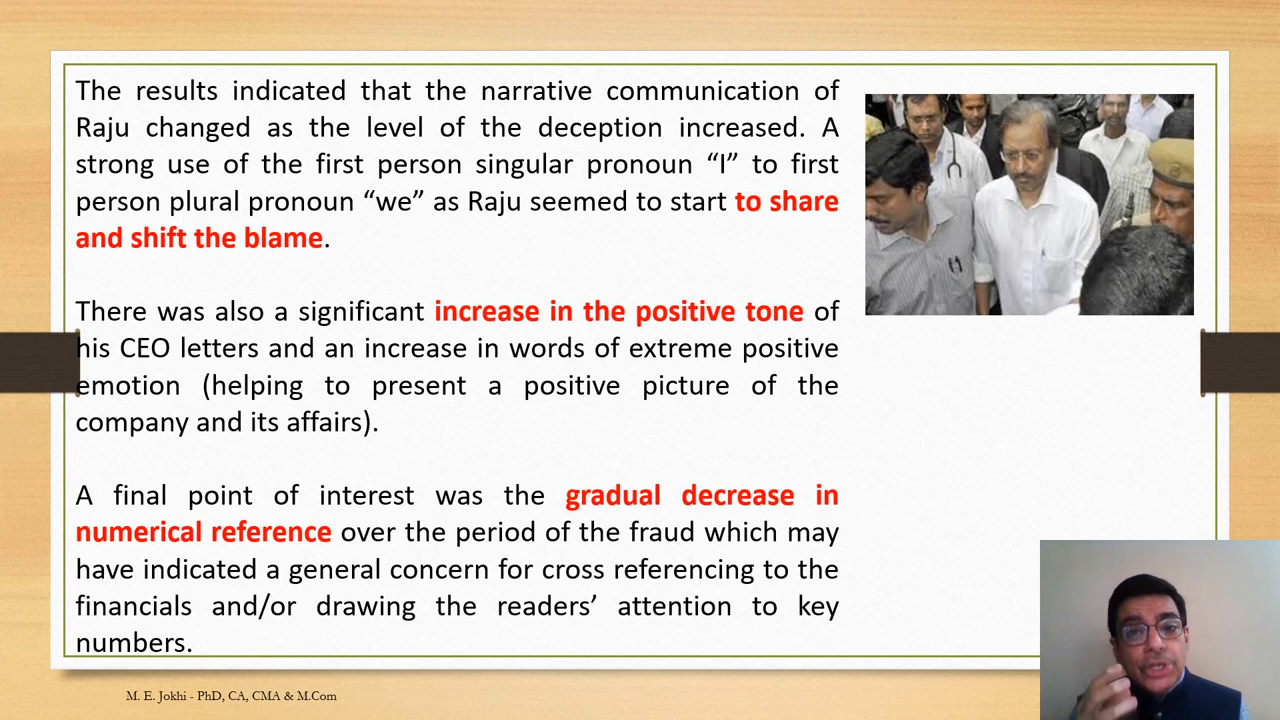 The results indicated that the narrative communication of
Raju changed as the level of the deception increased. A
strong use of the first person singular pronoun “I” to first
person plural pronoun “we” as Raju seemed to start to share
and shift the blame.
There was also a significant increase in the positive tone of
his CEO letters and an increase in words of extreme positive
emotion (helping to present a positive picture of the
company and its affairs).
A final point of interest was the gradual decrease in
numerical reference over the period of the fraud which may
have indicated a general concern for cross referencing to the
financials and/or drawing the readers’ attention to key
numbers.
M. E. Jokhi - PhD, CA, CMA & M.Com